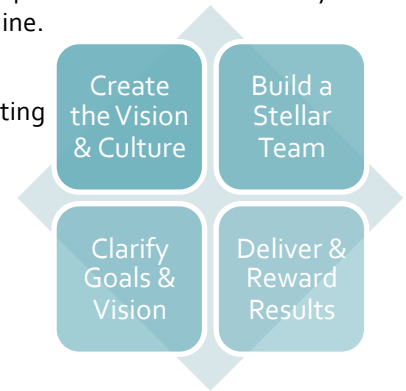 ine.
ting
Create
the Vision
& Culture
Build a
Stellar
Team
Clarify
Goals &
Vision
Deliver &
Reward
Results